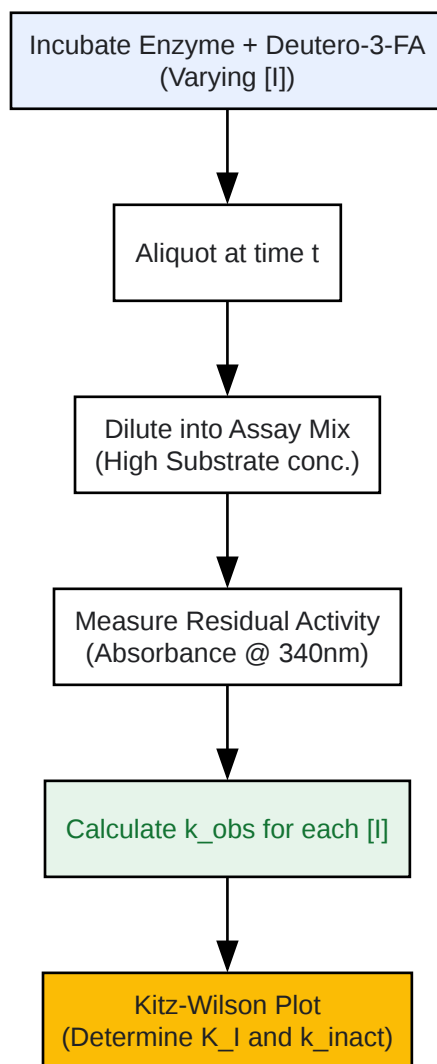 Incubate Enzyme + Deutero-3-FA
(Varying [I])
Aliquot at time t
Dilute into Assay Mix
(High Substrate conc.)
Measure Residual Activity
(Absorbance @ 340nm)
Calculate k_obs for each [I]
Kitz-Wilson Plot
(Determine K_I and k_inact)